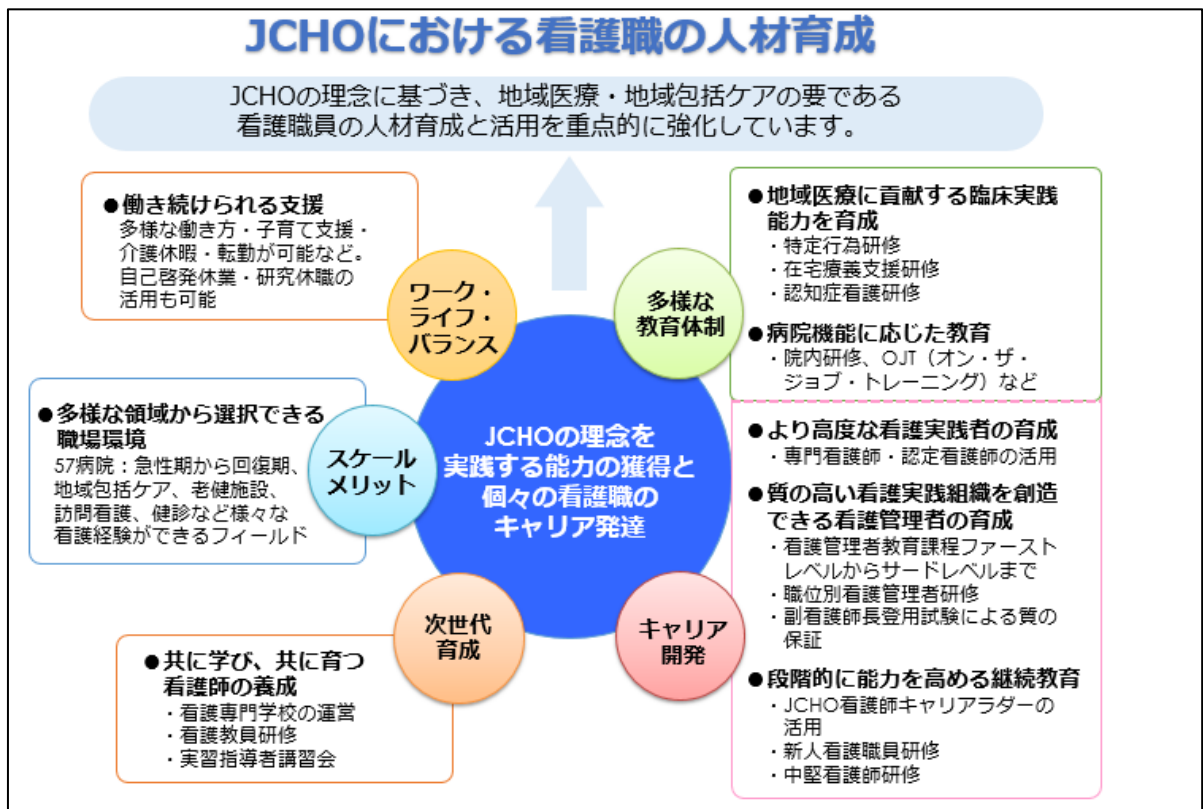 JCHOにおける看護職の人材育成
JCHOの理念に基づき、地域医療・地域包括ケアの要である
看護職員の人材育成と活用を重点的に強化しています。
●働き続けられる支援
多様な働き方・子育て支援・
介護休暇・転勤が可能など。
自己啓発休業・研究休職の
活用も可能
ワーク・
ライフ・
バランス
●多様な領域から選択できる
職場環境
57病院：急性期から回復期、
地域包括ケア、老健施設、
訪問看護、健診など様々な
看護経験ができるフィールド
スケール
メリット
●共に学び、共に育つ
看護師の養成
・看護専門学校の運営
・看護教員研修
・実習指導者講習会
次世代
育成
JCHOの理念を
実践する能力の獲得と
個々の看護職の
キャリア発達
多様な
教育体制
●地域医療に貢献する臨床実践
能力を育成
・特定行為研修
・在宅療養支援研修
・認知症看護研修
●病院機能に応じた教育
・院内研修、OJT（オン・ザ・
ジョブ・トレーニング）など
キャリア
開発
●より高度な看護実践者の育成
・専門看護師・認定看護師の活用
●質の高い看護実践組織を創造
できる看護管理者の育成
・看護管理者教育課程ファースト
レベルからサードレベルまで
・職位別看護管理者研修
・副看護師長登用試験による質の
保証
●段階的に能力を高める継続教育
・JCHO看護師キャリアラダーの
活用
・新人看護職員研修
・中堅看護師研修